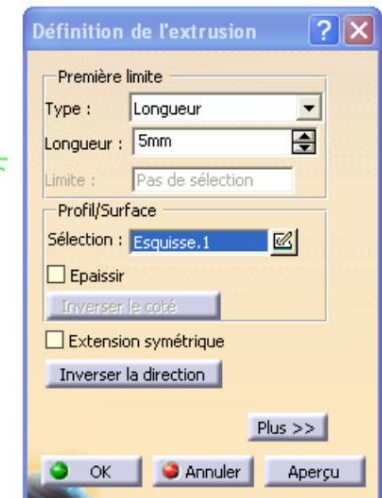 Définition de l'extrusion
Première limite
Type : Longueur
Longueur : 5mm
Limite : Pas de sélection
Profil/Surface
Sélection : Esquisse.1
Epaissir
Inverser le coté
Extension symétrique
Inverser la direction
Plus >>
OK Annuler Aperçu